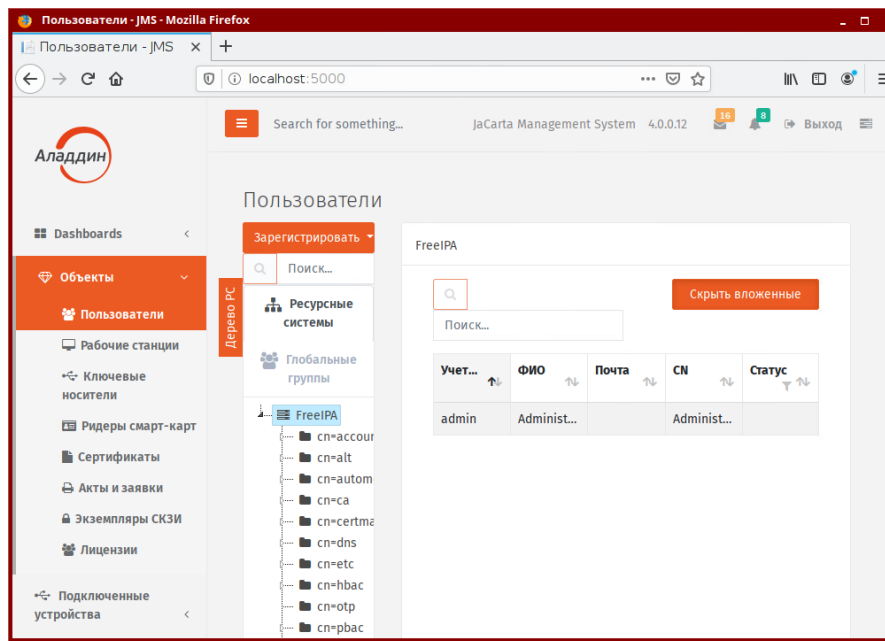 Пользователи - JMS - Mozilla Firefox
Пользователи - JMS
localhost:5000
Search for something...
JaCarta Management System 4.0.0.12
16
8
Выход
Аладдин
Dashboards
Объекты
Пользователи
Рабочие станции
Ключевые
носители
Ридеры смарт-карт
Сертификаты
Акты и заявки
Экземпляры СКЗИ
Лицензии
Подключенные
устройства
Пользователи
Дерево РС
Зарегистрировать
Поиск...
Ресурсные
системы
Глобальные
группы
FreeIPA
cn=accour
cn=alt
cn=autom
cn=ca
cn=certma
cn=dns
cn=etc
cn=hbac
cn=otp
cn=pbac
FreeIPA
Скрыть вложенные
Поиск...
Учет... ФИО Почта CN Статус
admin Administ... Administ...